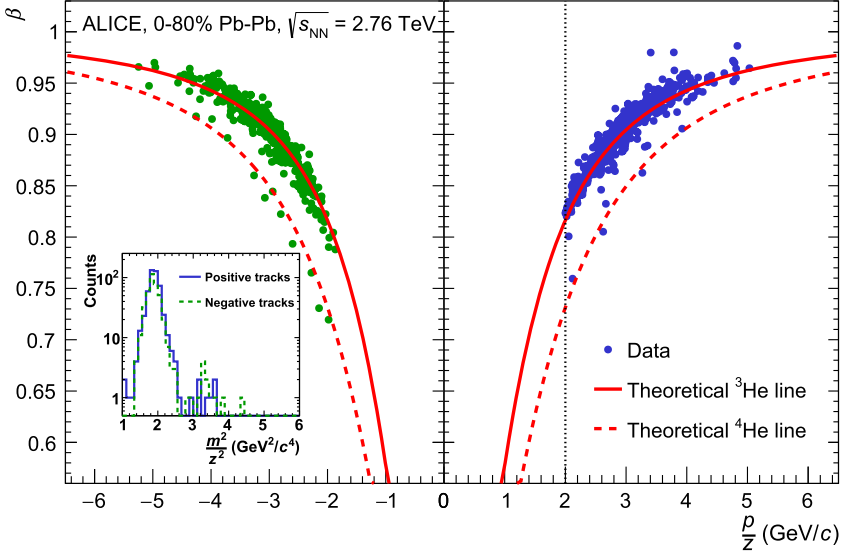 β
ALICE, 0-80% Pb-Pb, √sNN = 2.76 TeV
1
0.95
0.9
0.85
0.8
0.75
0.7
0.65
0.6
Counts
10²
10
1
Positive tracks
Negative tracks
1 2 3 4 5 6
m²/z² (GeV²/c⁴)
Data
Theoretical ³He line
Theoretical ⁴He line
−6 −5 −4 −3 −2 −1 0 1 2 3 4 5 6
p/z (GeV/c)